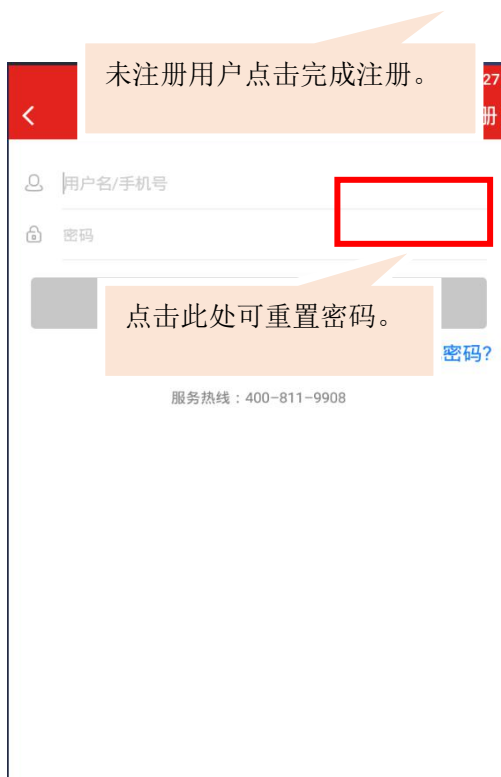 未注册用户点击完成注册。
27
册
用户名/手机号
密码
点击此处可重置密码。
密码?
服务热线：400-811-9908